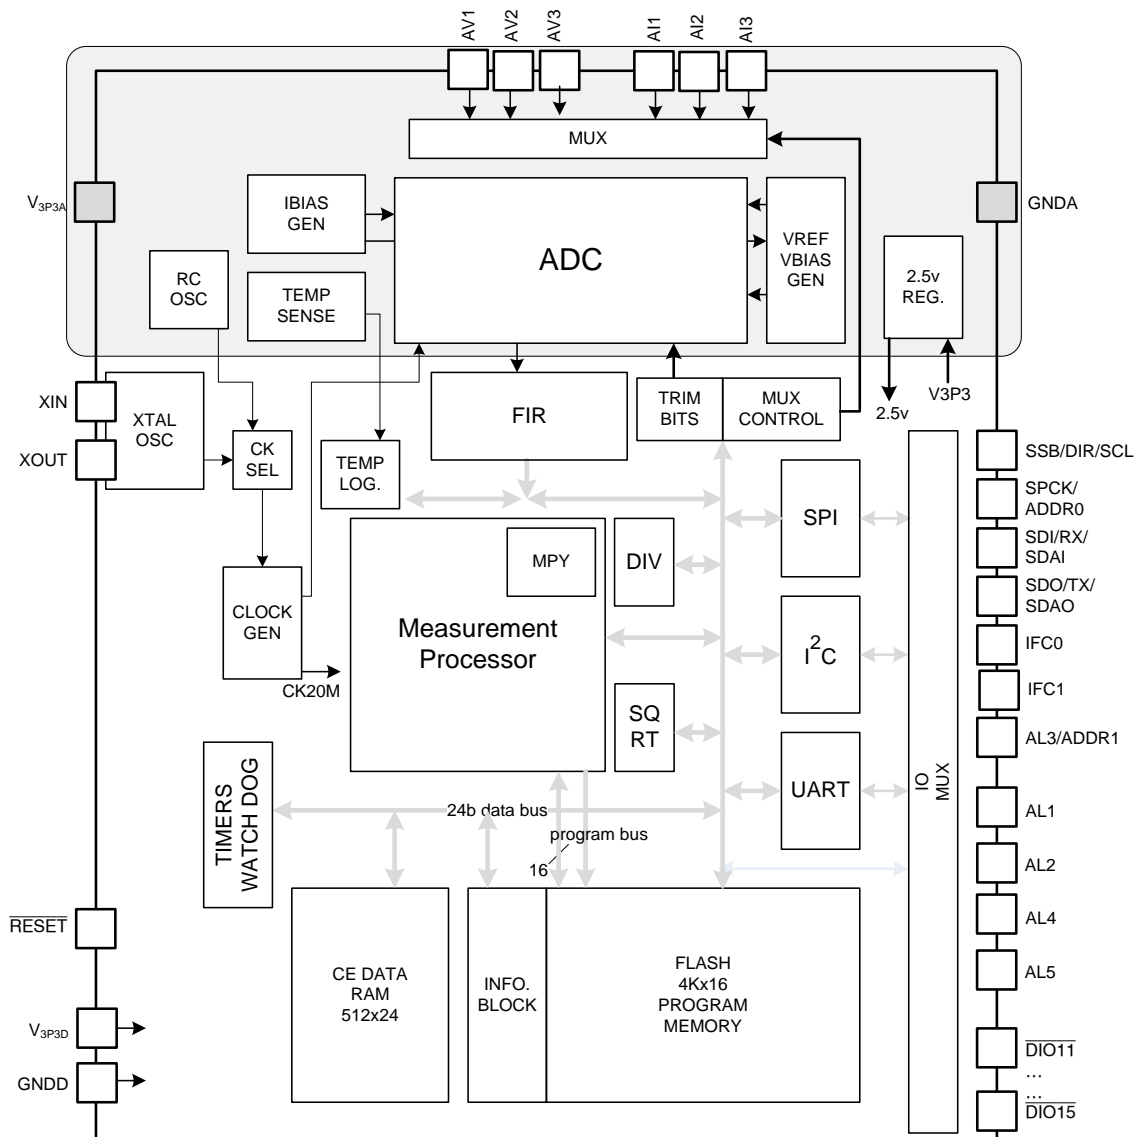 AV1
AV2
AV3
AI1
AI2
AI3
MUX
V3P3A
GNDA
IBIAS
GEN
ADC
VREF
VBIAS
GEN
RC
OSC
TEMP
SENSE
2.5v
REG.
XIN
XOUT
XTAL
OSC
CK
SEL
FIR
TEMP
LOG.
TRIM
BITS
MUX
CONTROL
2.5v
V3P3
SSB/DIR/SCL
SPCK/
ADDR0
SDI/RX/
SDAI
SDO/TX/
SDAO
IFC0
IFC1
AL3/ADDR1
AL1
AL2
AL4
AL5
DIO11
...
...
DIO15
SPI
I2C
UART
IO
MUX
MPY
DIV
Measurement
Processor
SQ
RT
CLOCK
GEN
CK20M
TIMERS
WATCH DOG
24b data bus
program bus
16
RESET
V3P3D
GNDD
CE DATA
RAM
512x24
INFO.
BLOCK
FLASH
4Kx16
PROGRAM
MEMORY